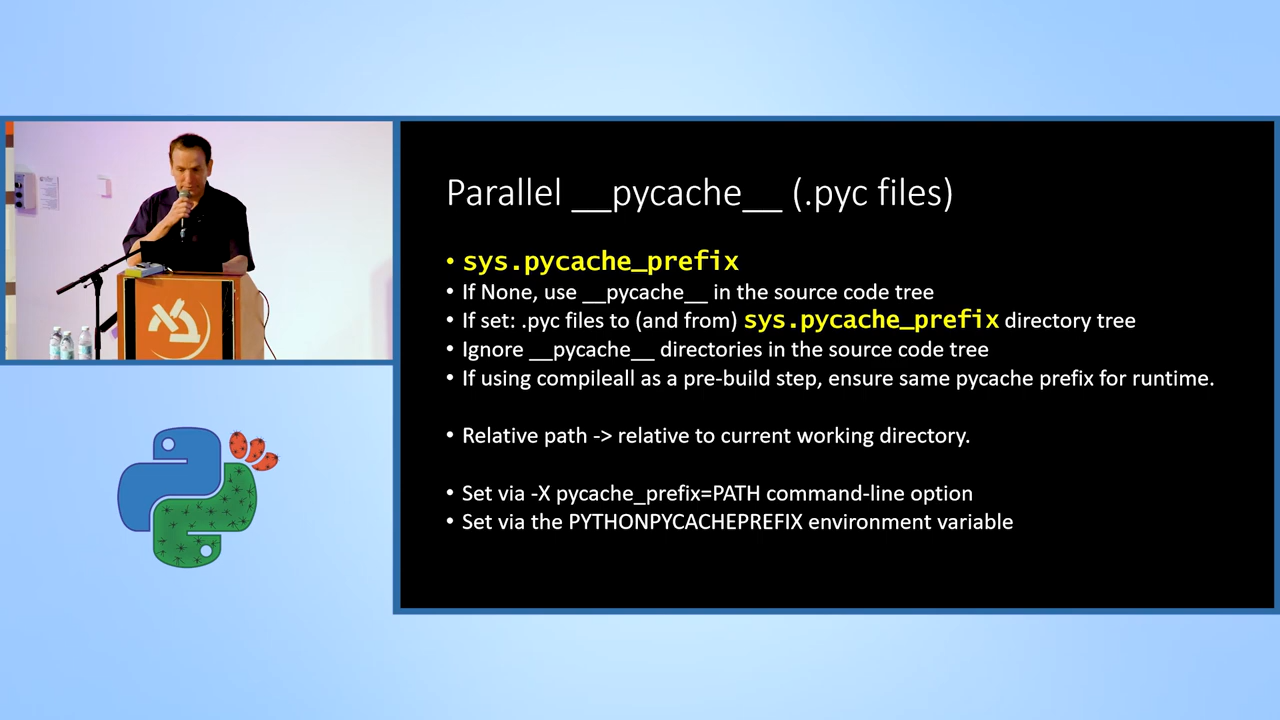 Parallel __pycache__ (.pyc files)
• sys.pycache_prefix
• If None, use __pycache__ in the source code tree
• If set: .pyc files to (and from) sys.pycache_prefix directory tree
• Ignore __pycache__ directories in the source code tree
• If using compileall as a pre-build step, ensure same pycache prefix for runtime.
• Relative path -> relative to current working directory.
• Set via -X pycache_prefix=PATH command-line option
• Set via the PYTHONPYCACHEPREFIX environment variable